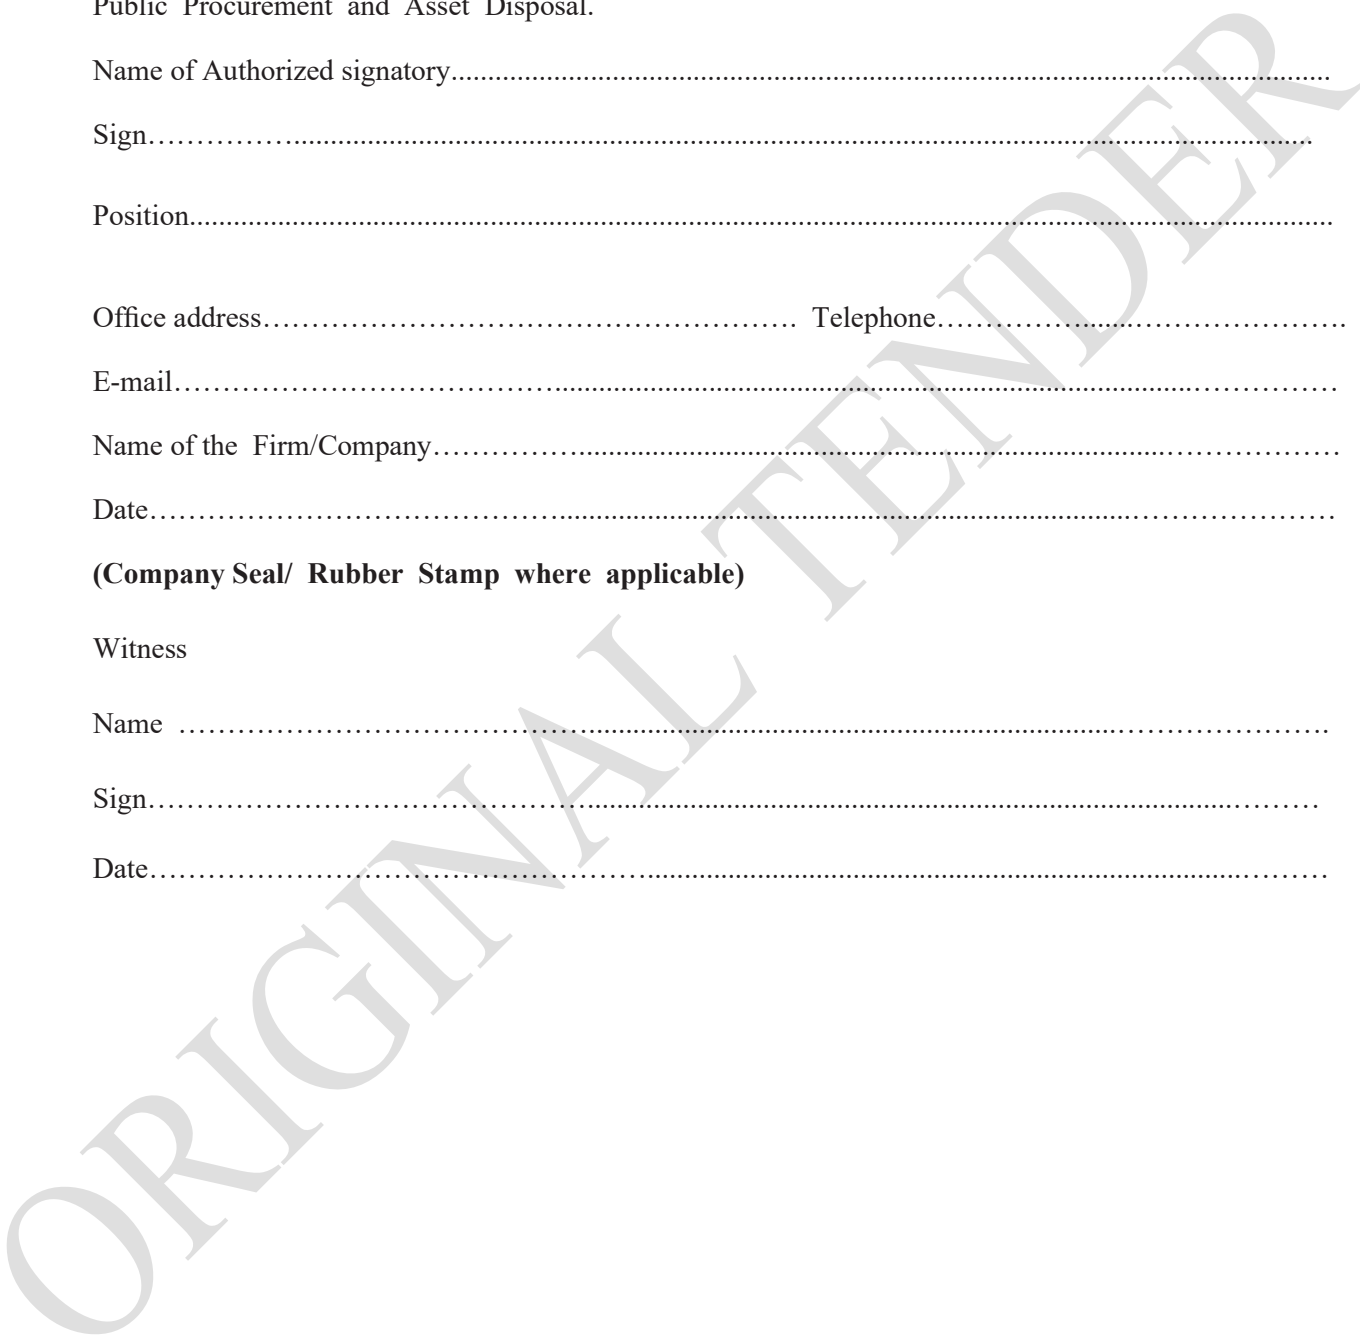 Public Procurement and Asset Disposal.
Name of Authorized signatory..........................................................................................................................
Sign……………..........................................................................................................................................
Position..............................................................................................................................................................
Office address………………………………………………. Telephone…………….......………………….
E-mail…………………………………........................................................................................……………
Name of the Firm/Company……………..................................................................................………………
Date……………………………………..............................................................................…………………
(Company Seal/ Rubber Stamp where applicable)
Witness
Name ……………………………………..........................................................................………………….
Sign………………………………………........................................................................................………
Date……………………………………………..................................................................................………
ORIGINAL TENDER